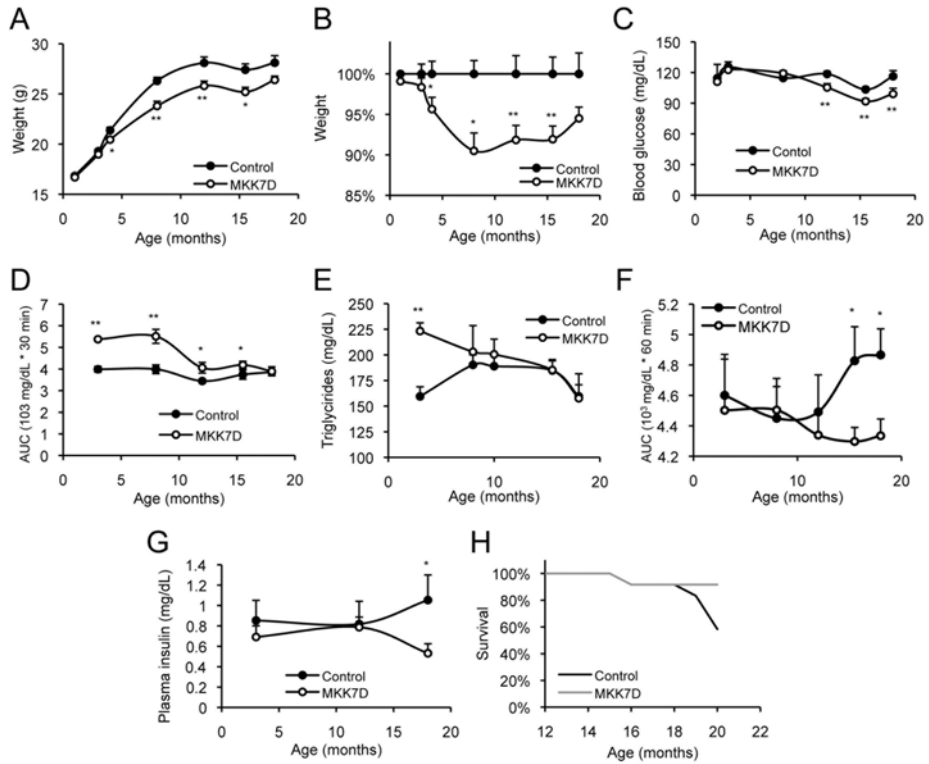 A
Weight (g)
30
25
20
15
0 5 10 15 20
Age (months)
*
**
**
*
Control
MKK7D
B
Weight
100%
95%
90%
85%
0 5 10 15 20
Age (months)
*
*
**
**
Control
MKK7D
C
Blood glucose (mg/dL)
150
120
90
60
30
0
0 5 10 15 20
Age (months)
**
**
**
Contol
MKK7D
D
AUC (103 mg/dL * 30 min)
7
6
5
4
3
2
1
0
0 5 10 15 20
Age (months)
**
**
*
*
Control
MKK7D
E
Triglycirides (mg/dL)
250
225
200
175
150
125
100
0 5 10 15 20
Age (months)
**
Control
MKK7D
F
AUC (10³ mg/dL * 60 min)
5.2
5
4.8
4.6
4.4
4.2
0 10 20
Age (months)
*
*
Control
MKK7D
G
Plasma insulin (mg/dL)
1.4
1.2
1
0.8
0.6
0.4
0.2
0
0 5 10 15 20
Age (months)
*
Control
MKK7D
H
Survival
100%
80%
60%
40%
20%
0%
12 14 16 18 20 22
Age (months)
Control
MKK7D